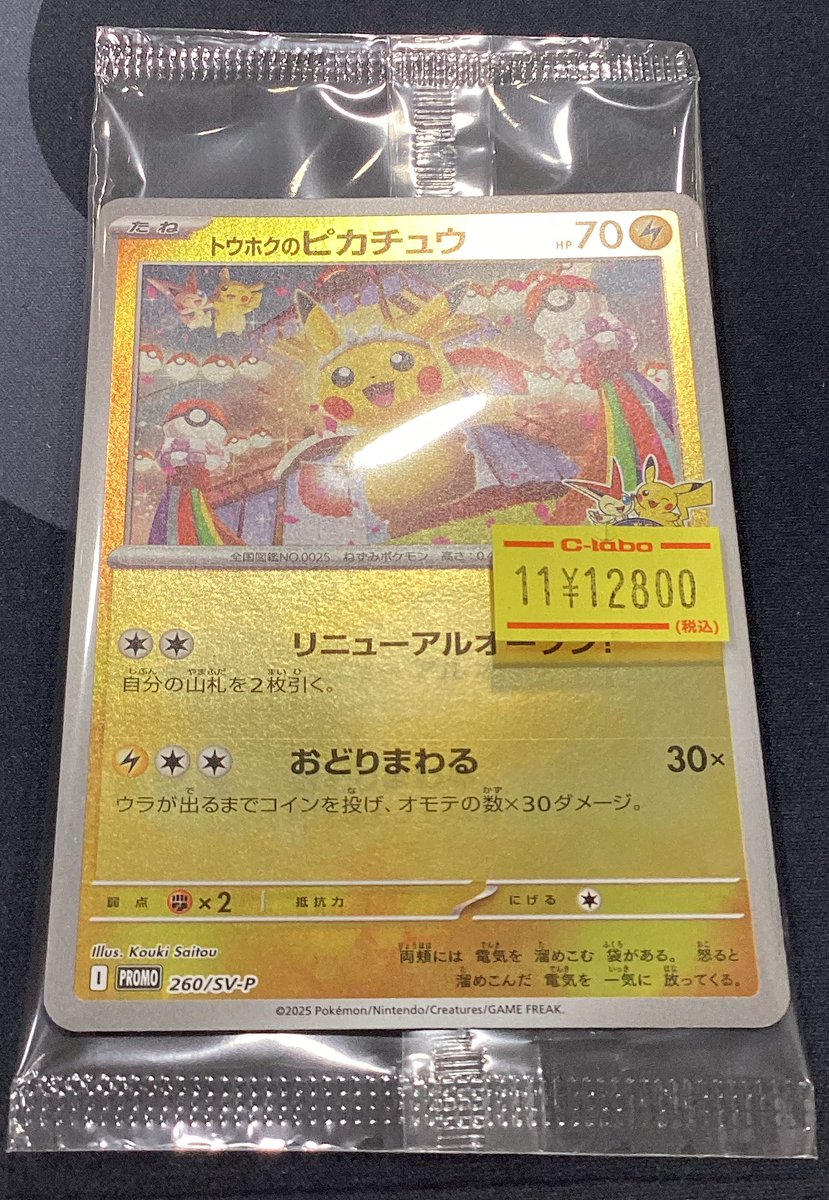 たね
トウホクのピカチュウ
HP 70
全国図鑑NO.0025 ねずみポケモン 高さ:0.4
C-labo
11¥12800
(税込)
リニューアルオープン!
自分の山札を2枚引く。
おどりまわる 30×
ウラが出るまでコインを投げ、オモテの数×30ダメージ。
弱点 ×2 抵抗力 にげる
Illus. Kouki Saitou
両頬には 電気を 溜めこむ 袋がある。 怒ると
溜めこんだ 電気を 一気に 放ってくる。
I PROMO 260/SV-P
©2025 Pokémon/Nintendo/Creatures/GAME FREAK.